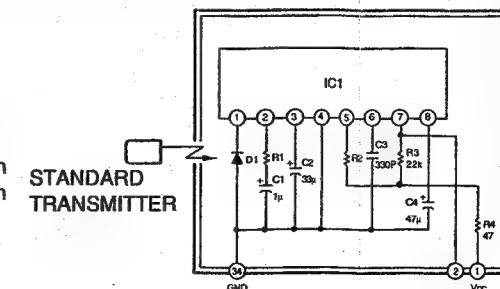 IC1
1 2 3 4 5 6 7 8
n STANDARD
n TRANSMITTER
D1
R1
C1
1μ
C2
33μ
R2
C3
330P
R3
22k
C4
47μ
R4
47
34
GND
2
1
Vcc